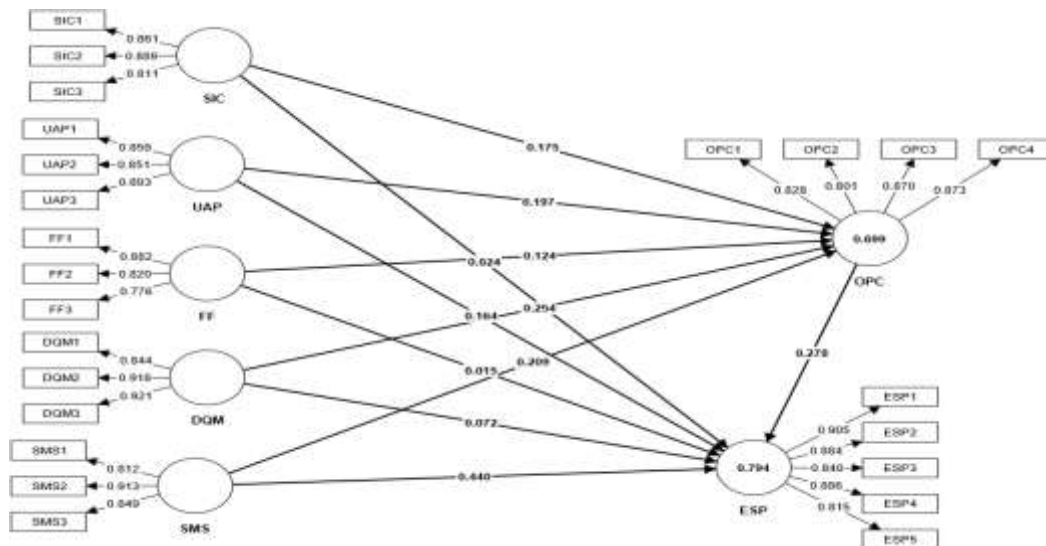 SIC1
0.861
SIC2
0.886
SIC3
0.811
SIC
UAP1
UAP2
0.851
UAP3
0.893
UAP
FF1
0.882
FF2
0.820
FF3
0.776
FF
DQM1
0.844
DQM2
0.918
DQM3
0.921
DQM
SMS1
0.812
SMS2
0.913
SMS3
0.849
SMS
0.175
0.197
0.124
0.024
0.254
0.164
0.209
0.015
0.072
0.440
OPC1
OPC2
OPC3
OPC4
0.828
0.801
0.870
0.873
0.699
OPC
0.278
0.794
ESP
ESP1
0.905
ESP2
0.884
ESP3
0.840
ESP4
ESP5
0.815